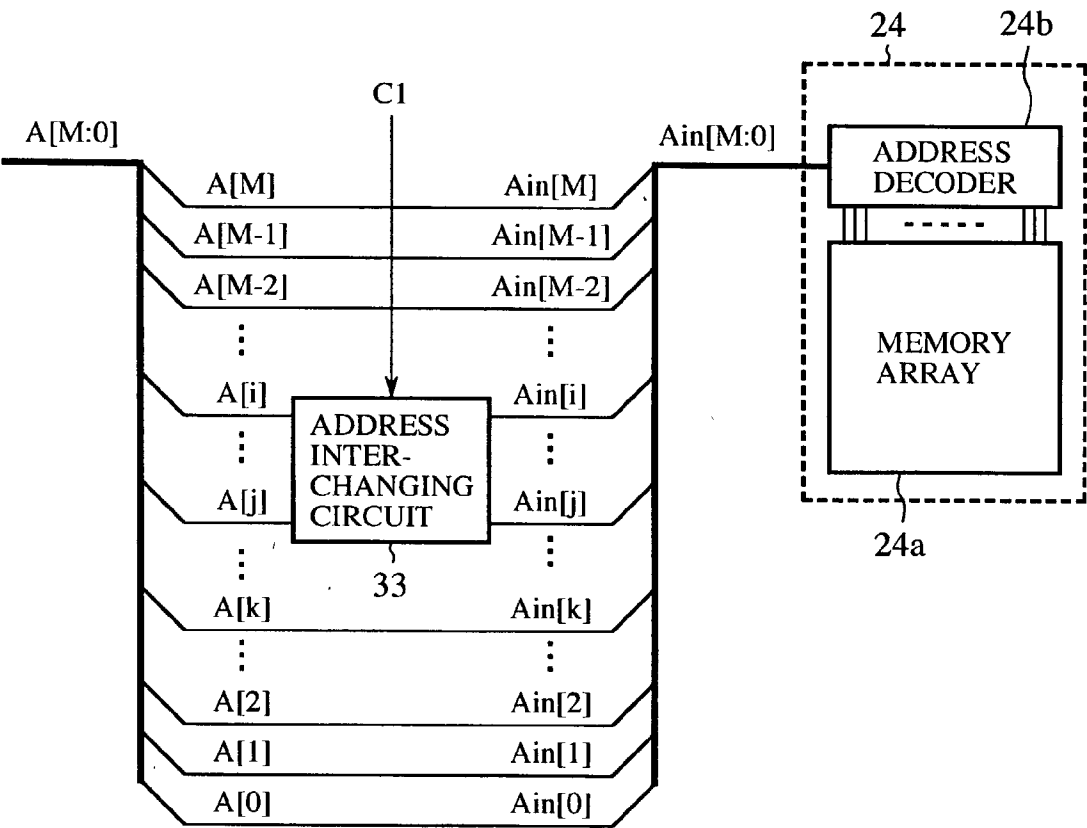 24
24b
C1
A[M:0]
Ain[M:0]
ADDRESS
DECODER
A[M]
Ain[M]
A[M-1]
Ain[M-1]
A[M-2]
Ain[M-2]
MEMORY
ARRAY
A[i]
Ain[i]
ADDRESS
INTER-
CHANGING
CIRCUIT
A[j]
Ain[j]
24a
33
A[k]
Ain[k]
A[2]
Ain[2]
A[1]
Ain[1]
A[0]
Ain[0]